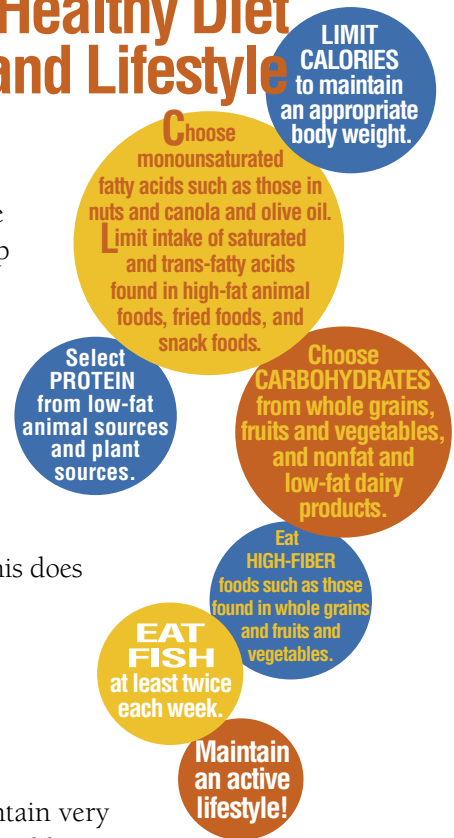 Healthy Diet
and Lifestyle
LIMIT
CALORIES
to maintain
an appropriate
body weight.
Choose
monounsaturated
fatty acids such as those in
nuts and canola and olive oil.
Limit intake of saturated
and trans-fatty acids
found in high-fat animal
foods, fried foods, and
snack foods.
Select
PROTEIN
from low-fat
animal sources
and plant
sources.
Choose
CARBOHYDRATES
from whole grains,
fruits and vegetables,
and nonfat and
low-fat dairy
products.
Eat
HIGH-FIBER
foods such as those
found in whole grains
and fruits and
vegetables.
his does
EAT
FISH
at least twice
each week.
Maintain
an active
lifestyle!
ntain very